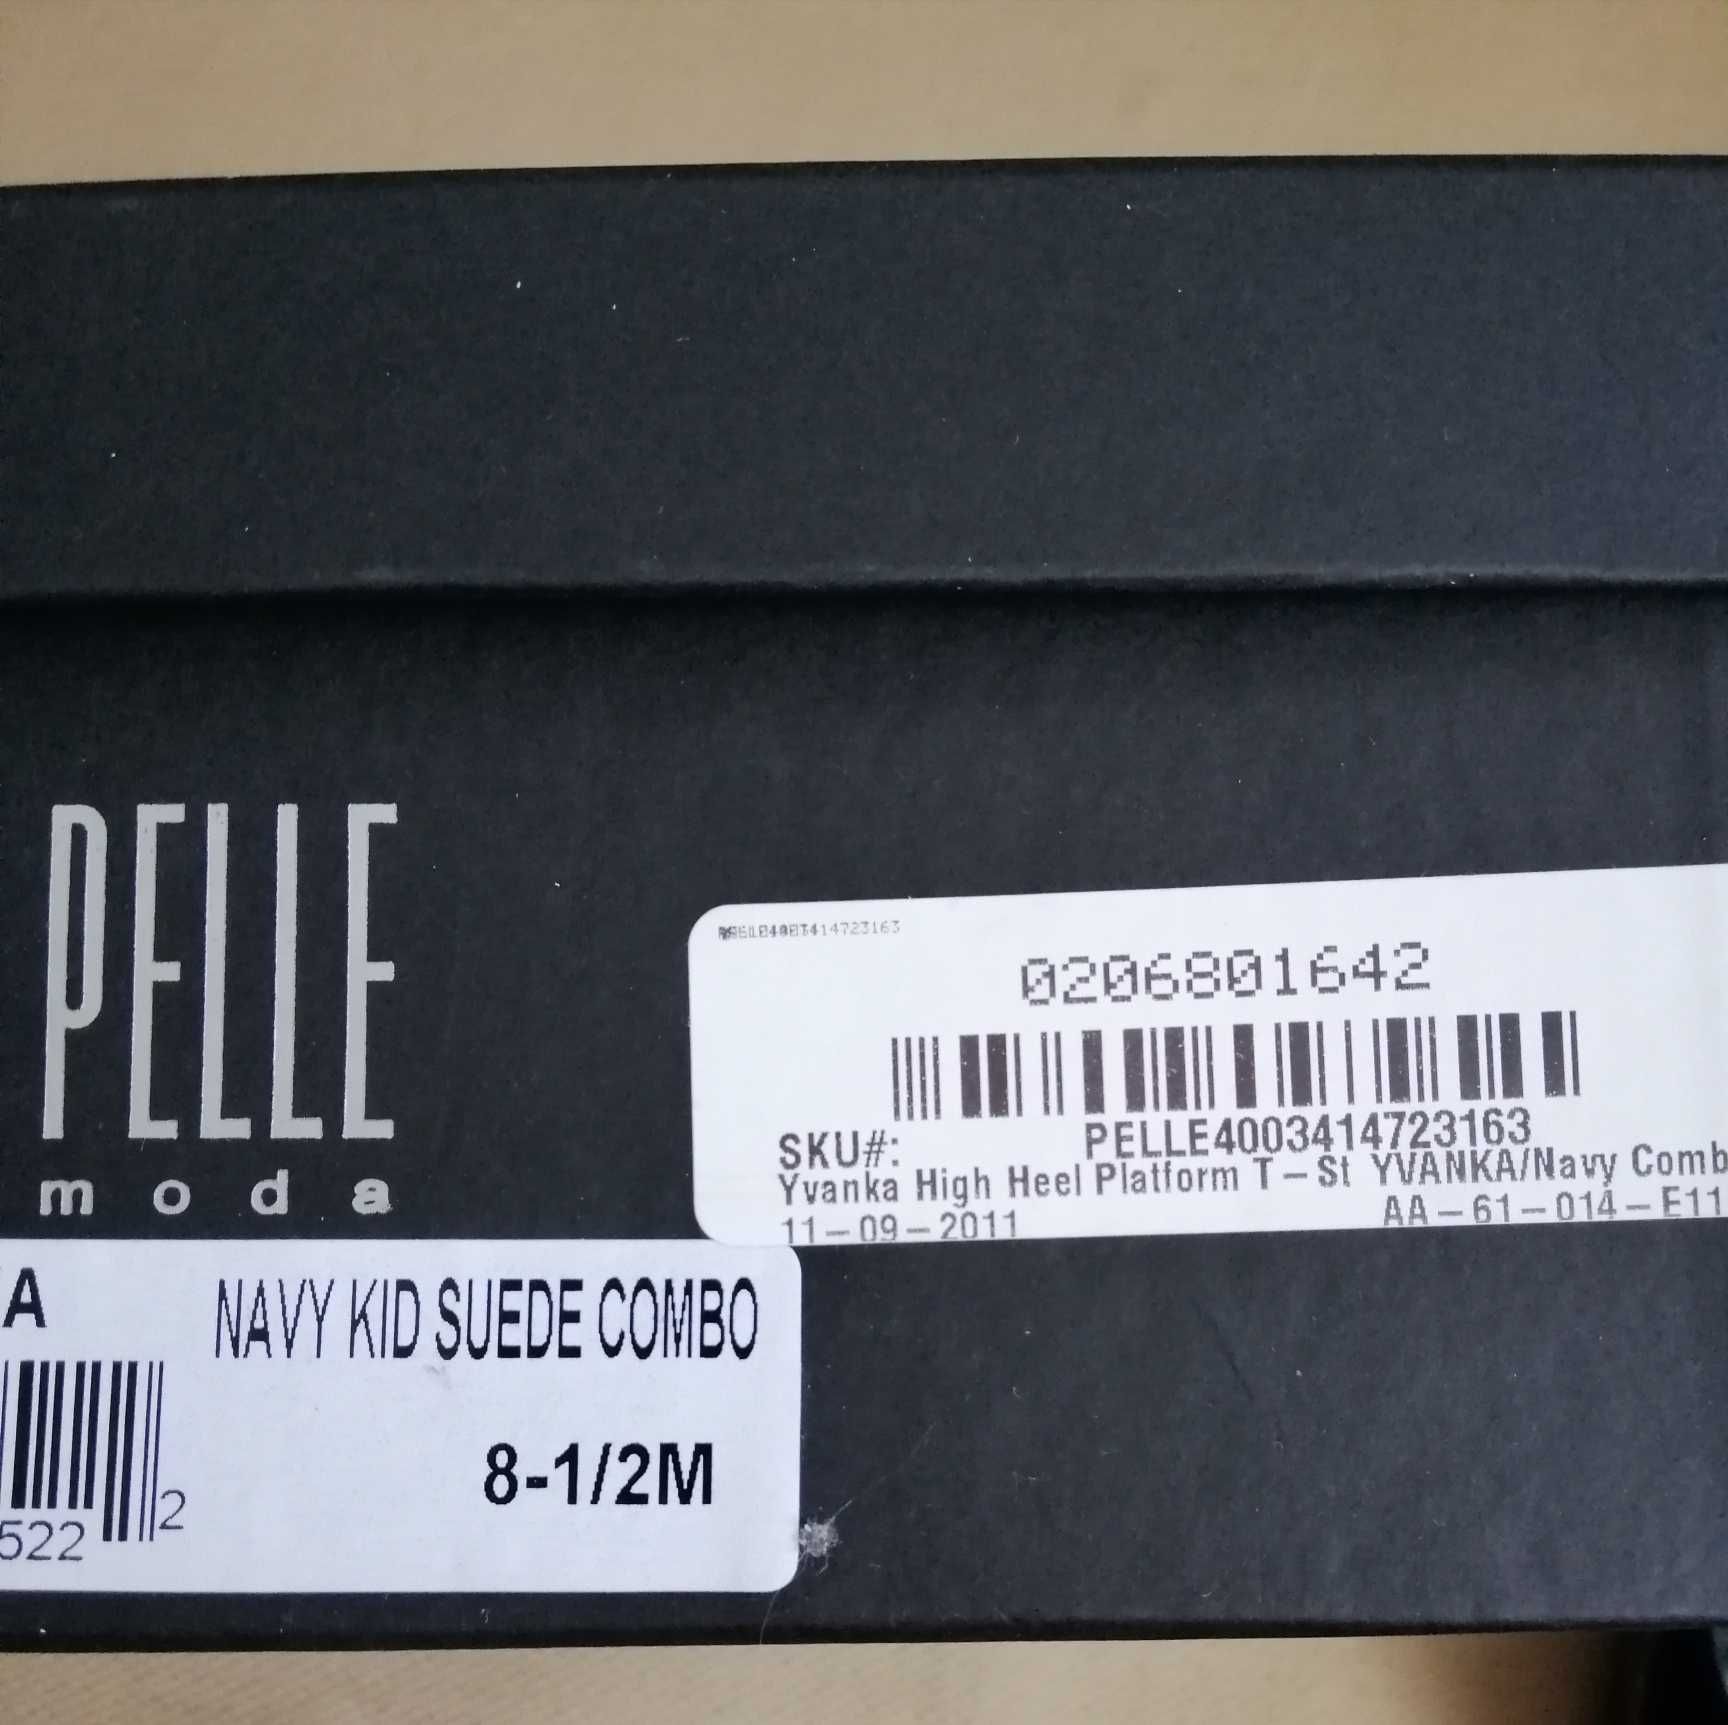 PELLE
moda
0206801642
SKU#: PELLE4003414723163
Yvanka High Heel Platform T-St YVANKA/Navy Comb
11-09-2011 AA-61-014-E11
A NAVY KID SUEDE COMBO
8-1/2M
522 2